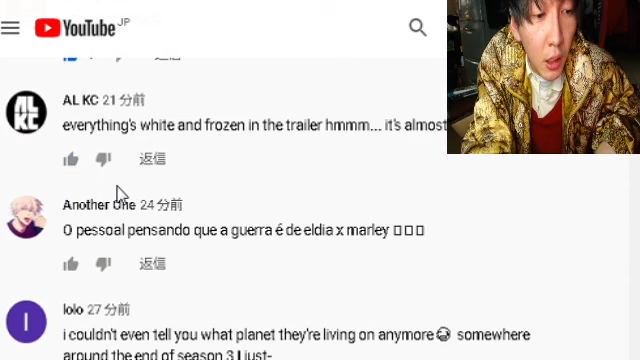 YouTube JP
返信
AL KC 21 分前
everything's white and frozen in the trailer hmmm... it's almost
返信
Another One 24 分前
O pessoal pensando que a guerra é de eldia x marley
返信
lolo 27 分前
i couldn't even tell you what planet they're living on anymore😂 somewhere
around the end of season 3 I just-